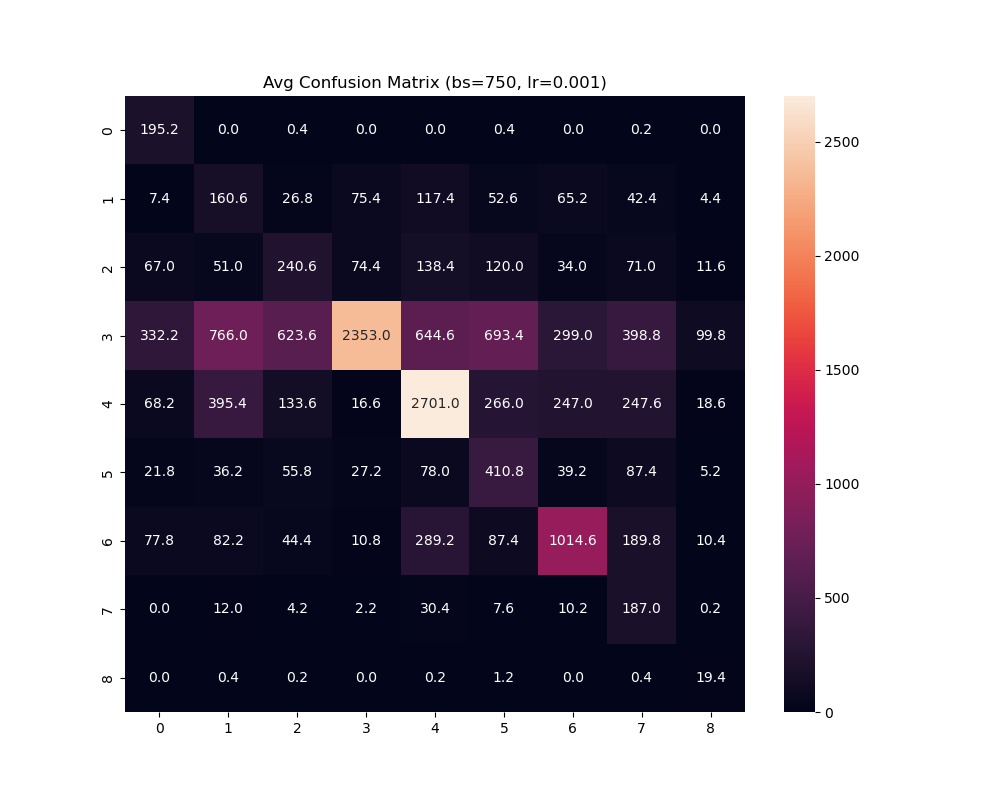 Avg Confusion Matrix (bs=750, lr=0.001)
0 195.2 0.0 0.4 0.0 0.0 0.4 0.0 0.2 0.0
1 7.4 160.6 26.8 75.4 117.4 52.6 65.2 42.4 4.4
2 67.0 51.0 240.6 74.4 138.4 120.0 34.0 71.0 11.6
3 332.2 766.0 623.6 2353.0 644.6 693.4 299.0 398.8 99.8
4 68.2 395.4 133.6 16.6 2701.0 266.0 247.0 247.6 18.6
5 21.8 36.2 55.8 27.2 78.0 410.8 39.2 87.4 5.2
6 77.8 82.2 44.4 10.8 289.2 87.4 1014.6 189.8 10.4
7 0.0 12.0 4.2 2.2 30.4 7.6 10.2 187.0 0.2
8 0.0 0.4 0.2 0.0 0.2 1.2 0.0 0.4 19.4
0 1 2 3 4 5 6 7 8
2500
2000
1500
1000
500
0